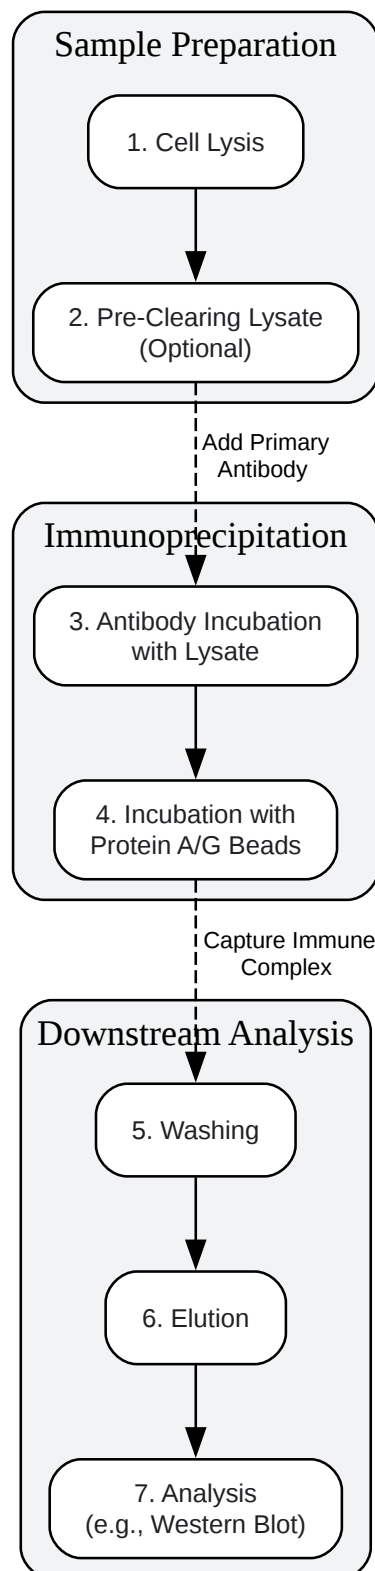 Sample Preparation
1. Cell Lysis
2. Pre-Clearing Lysate
(Optional)
Add Primary
Antibody
Immunoprecipitation
3. Antibody Incubation
with Lysate
4. Incubation with
Protein A/G Beads
Capture Immune
Complex
Downstream Analysis
5. Washing
6. Elution
7. Analysis
(e.g., Western Blot)